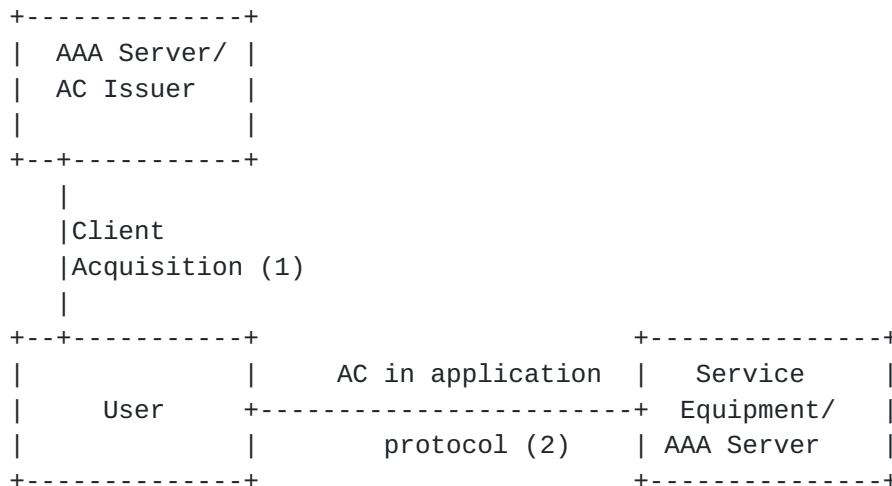 AAA Server/
AC Issuer
Client
Acquisition (1)
AC in application
Service
User
Equipment/
protocol (2)
AAA Server